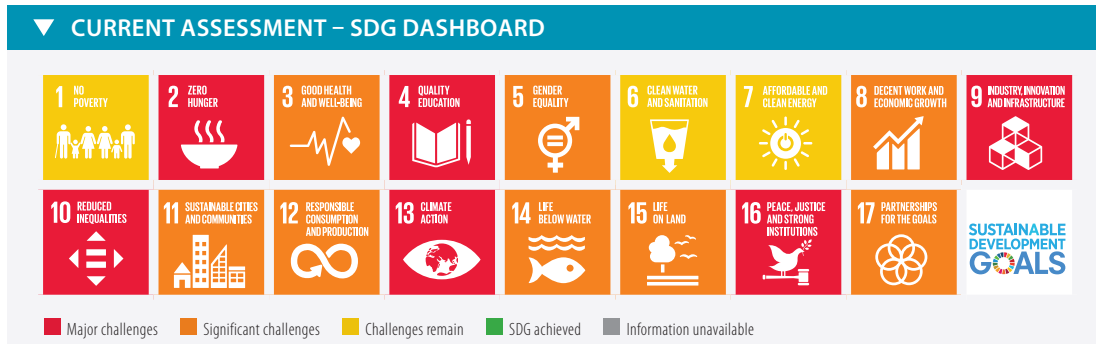 ▼ CURRENT ASSESSMENT – SDG DASHBOARD
1 NO
POVERTY
2 ZERO
HUNGER
3 GOOD HEALTH
AND WELL-BEING
4 QUALITY
EDUCATION
5 GENDER
EQUALITY
6 CLEAN WATER
AND SANITATION
7 AFFORDABLE AND
CLEAN ENERGY
8 DECENT WORK AND
ECONOMIC GROWTH
9 INDUSTRY, INNOVATION
AND INFRASTRUCTURE
10 REDUCED
INEQUALITIES
11 SUSTAINABLE CITIES
AND COMMUNITIES
12 RESPONSIBLE
CONSUMPTION
AND PRODUCTION
13 CLIMATE
ACTION
14 LIFE
BELOW WATER
15 LIFE
ON LAND
16 PEACE, JUSTICE
AND STRONG
INSTITUTIONS
17 PARTNERSHIPS
FOR THE GOALS
SUSTAINABLE
DEVELOPMENT
GOALS
Major challenges
Significant challenges
Challenges remain
SDG achieved
Information unavailable